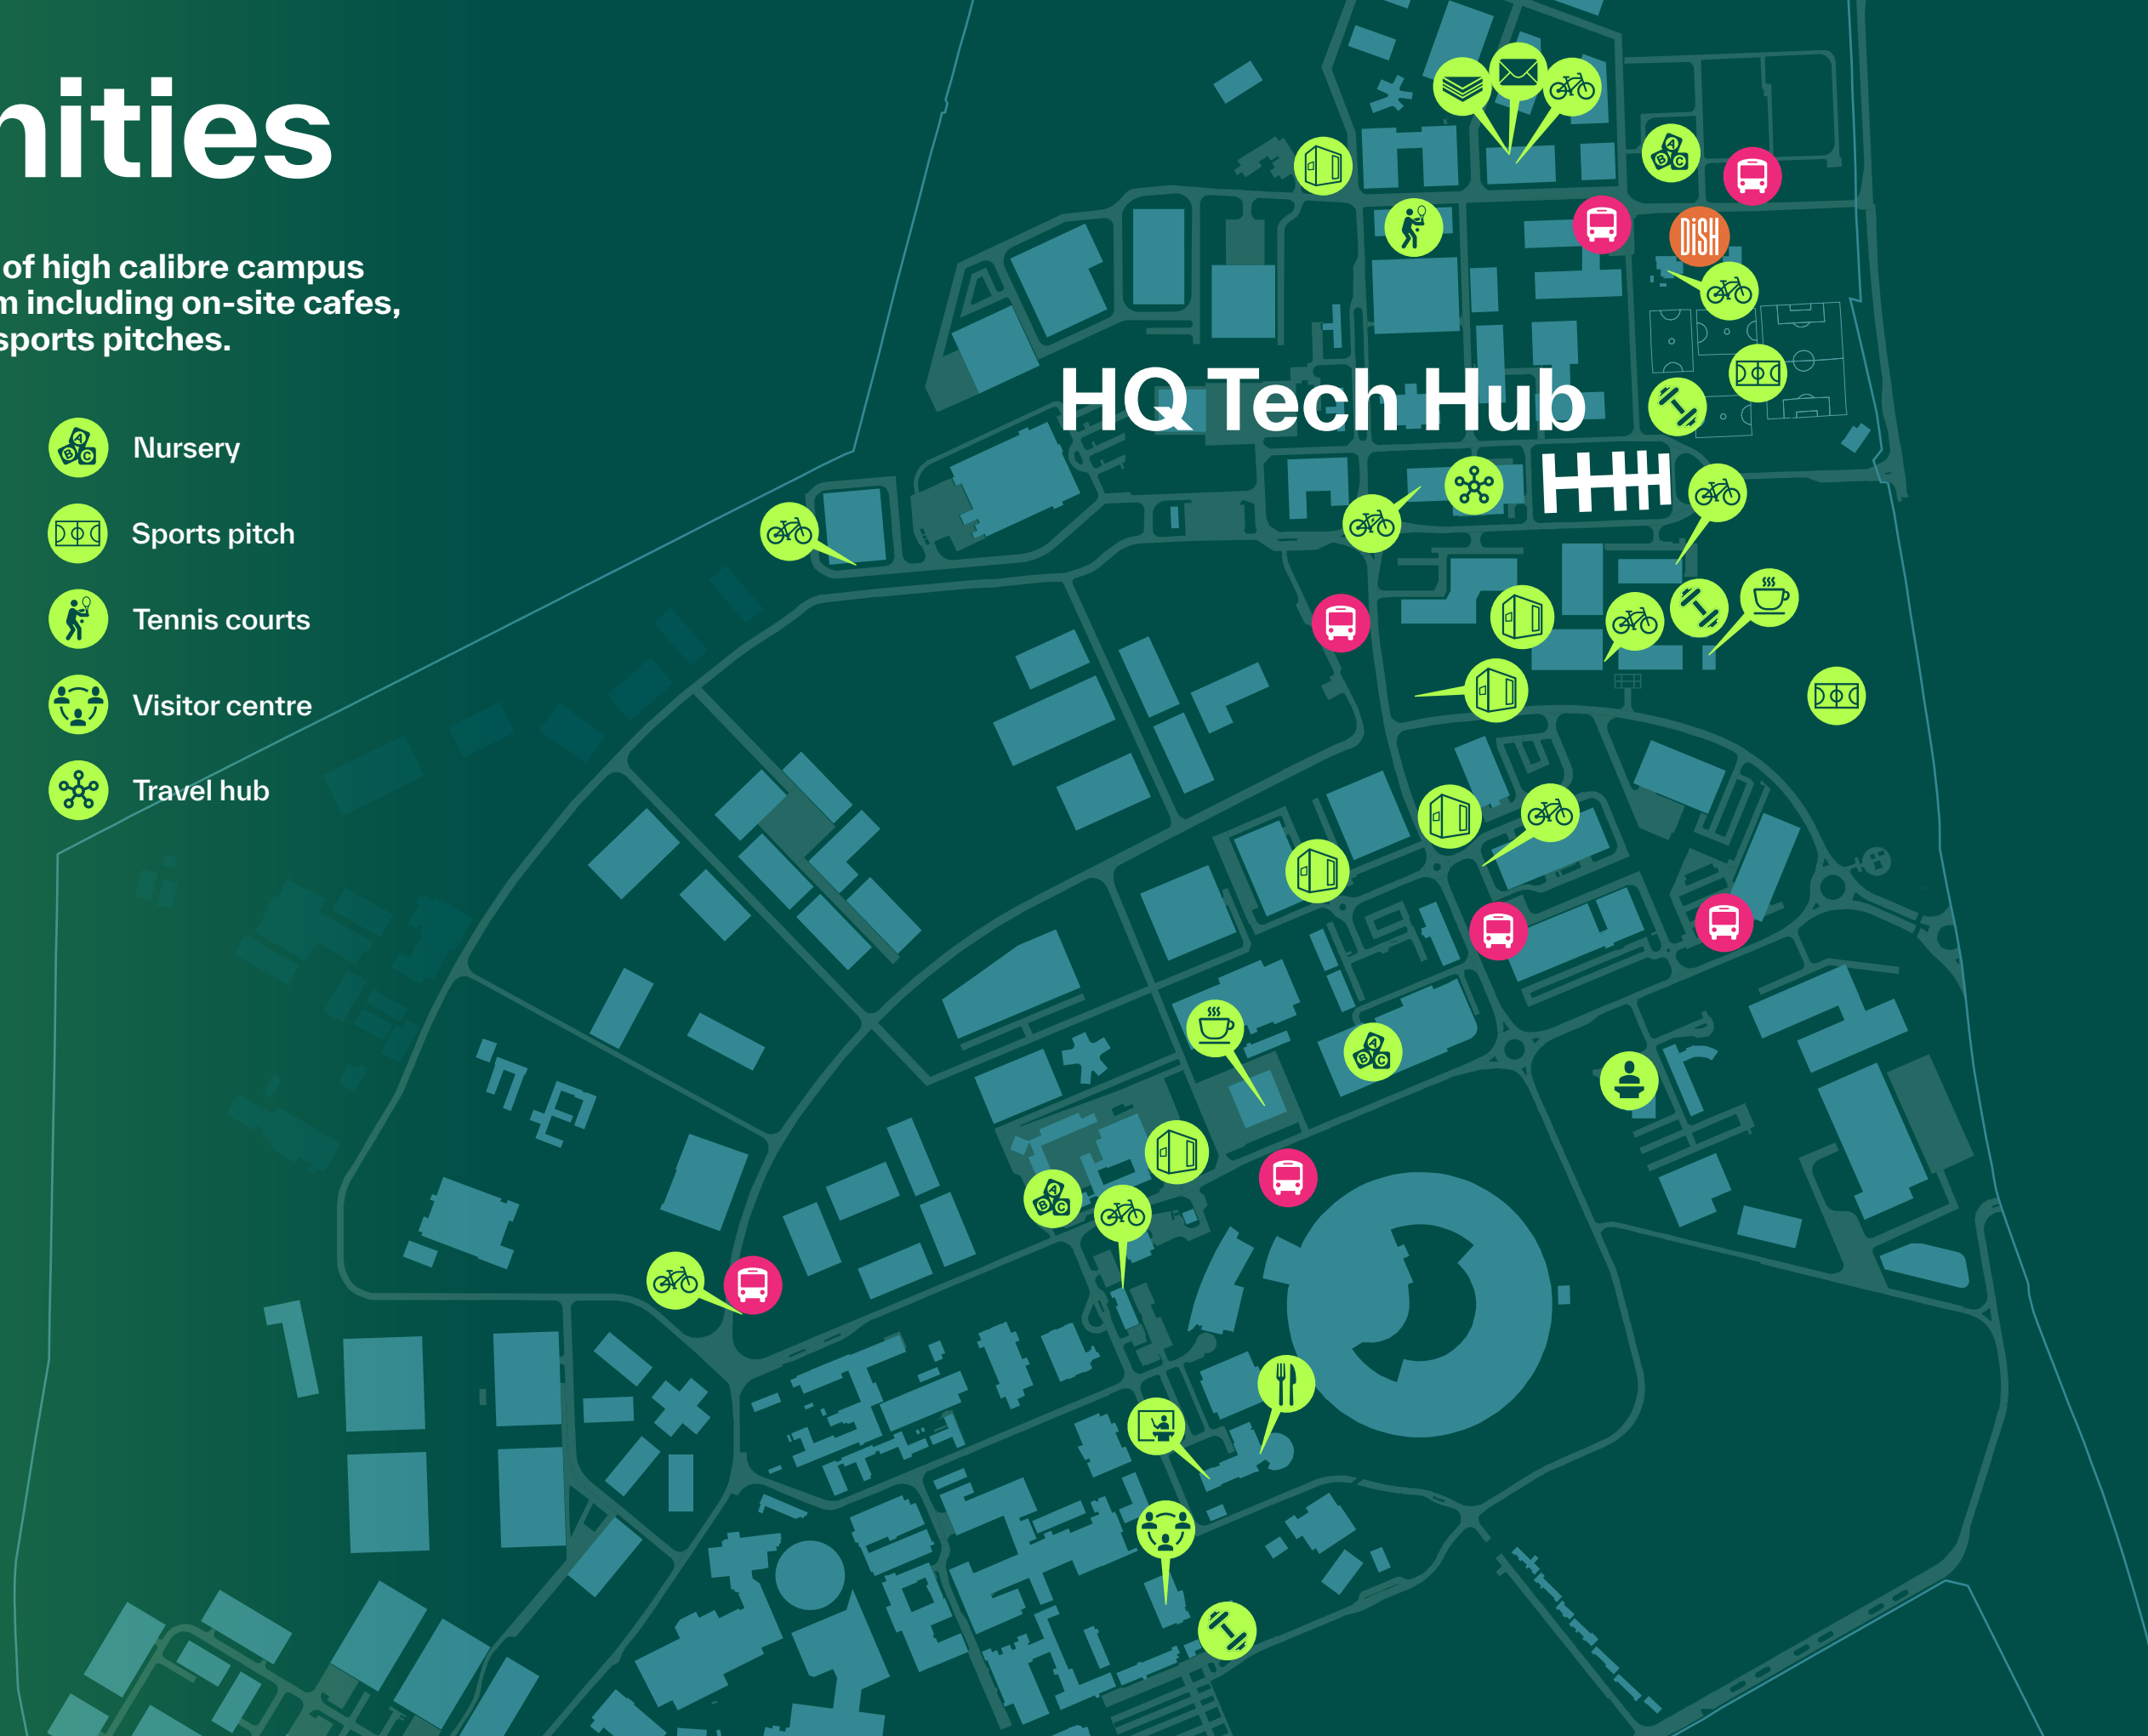 nities
of high calibre campus
m including on-site cafes,
sports pitches.
Nursery
Sports pitch
Tennis courts
Visitor centre
Travel hub
HQ Tech Hub
DiSH
A
B C
A
B C
A
B C
A
B C